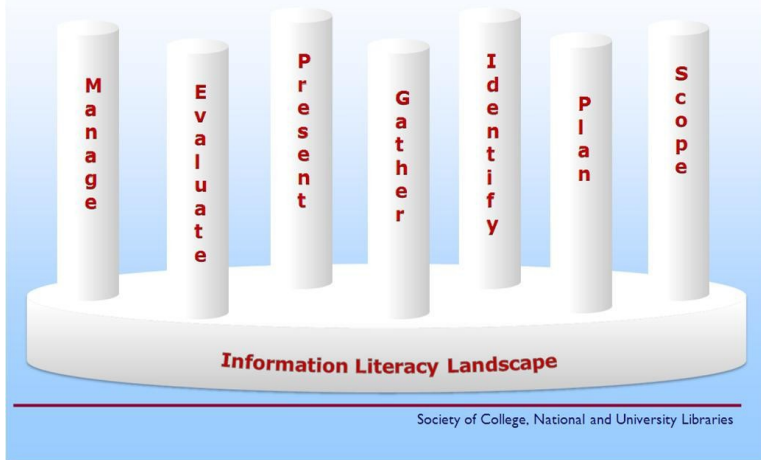 Manage
Evaluate
Present
Gather
Identify
Plan
Scope
Information Literacy Landscape
Society of College, National and University Libraries